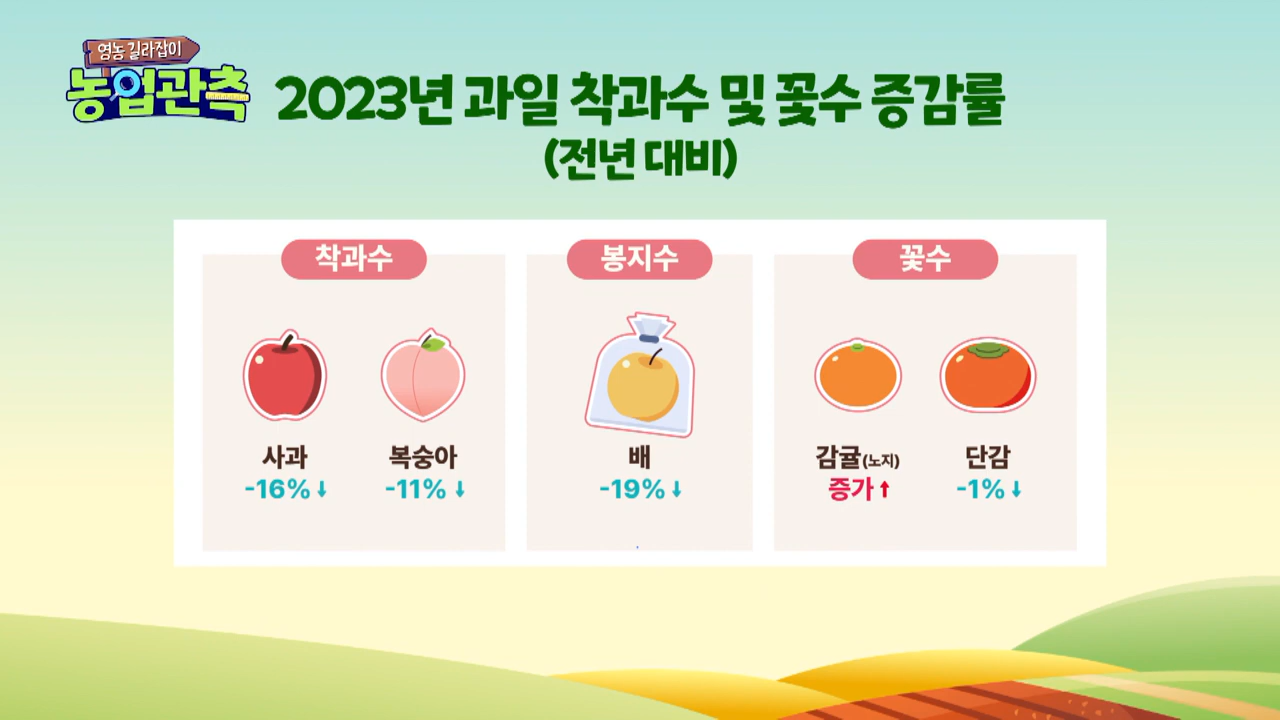 영농 길라잡이
농업관측
2023년 과일 착과수 및 꽃수 증감률
(전년 대비)
착과수
사과
-16%↓
복숭아
-11%↓
봉지수
배
-19%↓
꽃수
감귤(노지)
증가↑
단감
-1%↓